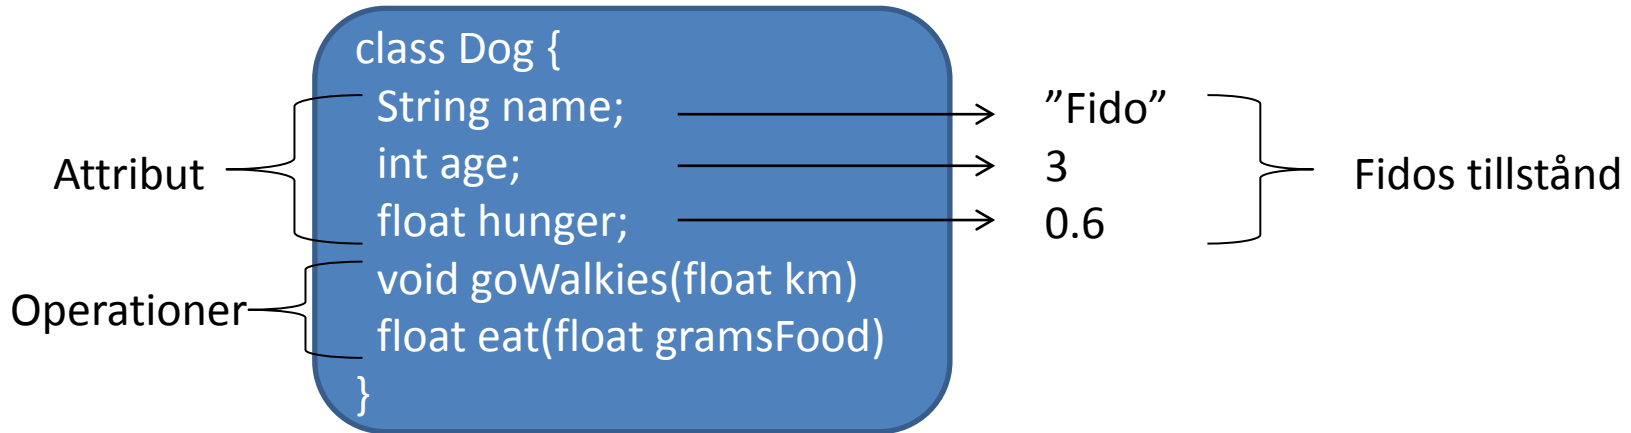 class Dog {
String name;
int age;
float hunger;
void goWalkies(float km)
float eat(float gramsFood)
}
Attribut
Operationer
”Fido”
3
0.6
Fidos tillstånd